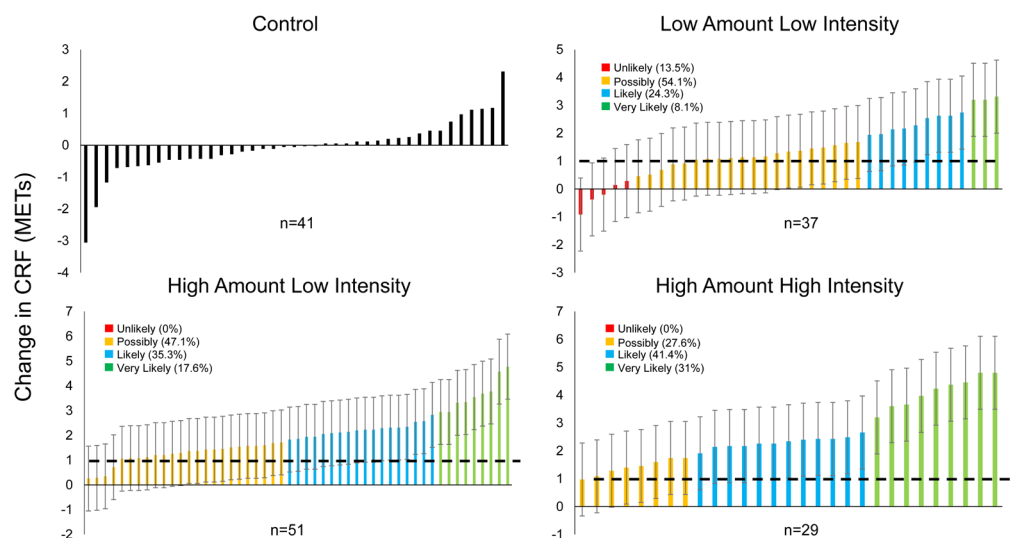 Change in CRF (METs)
Control
3
2
1
0
-1
-2
-3
-4
n=41
Low Amount Low Intensity
5
4
3
2
1
0
-1
-2
-3
Unlikely (13.5%)
Possibly (54.1%)
Likely (24.3%)
Very Likely (8.1%)
n=37
High Amount Low Intensity
7
6
5
4
3
2
1
0
-1
-2
Unlikely (0%)
Possibly (47.1%)
Likely (35.3%)
Very Likely (17.6%)
n=51
High Amount High Intensity
7
6
5
4
3
2
1
0
-1
Unlikely (0%)
Possibly (27.6%)
Likely (41.4%)
Very Likely (31%)
n=29